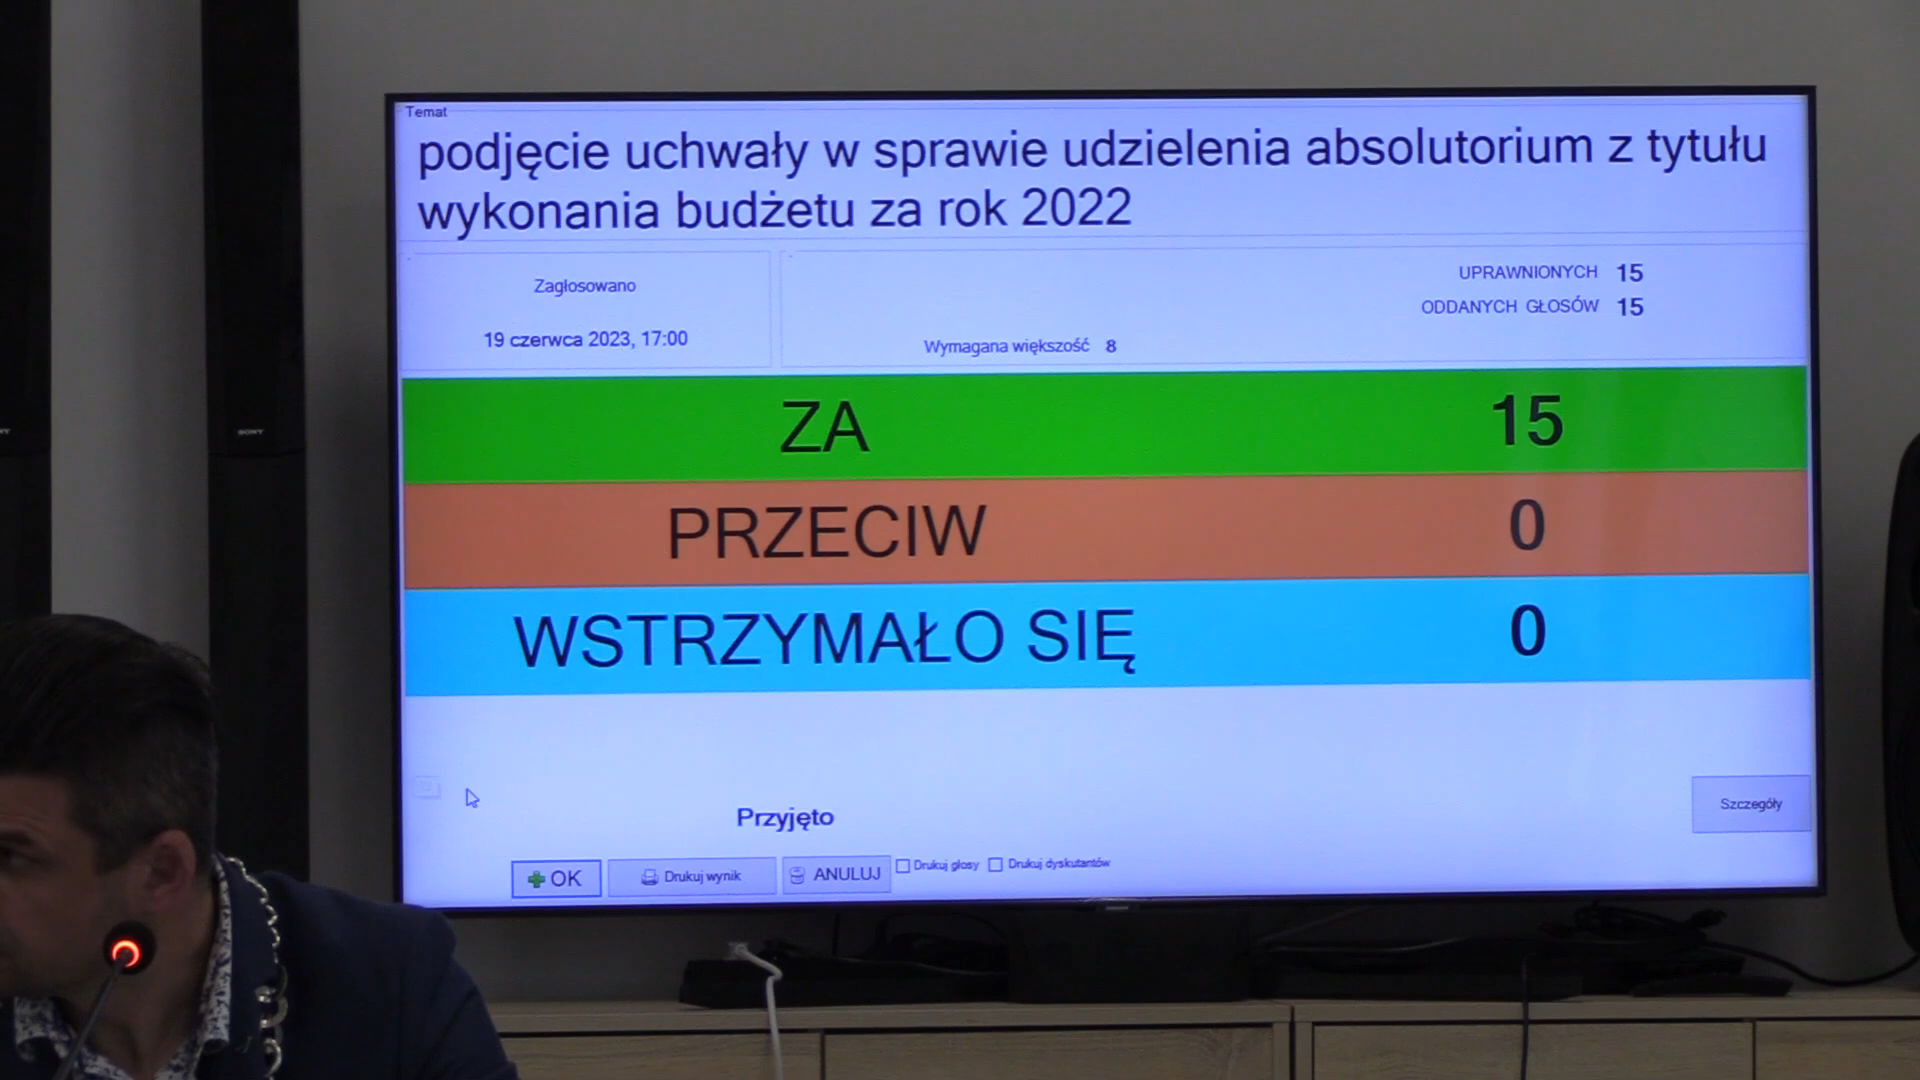 Temat
podjęcie uchwały w sprawie udzielenia absolutorium z tytułu
wykonania budżetu za rok 2022
Zagłosowano
19 czerwca 2023, 17:00
UPRAWNIONYCH 15
ODDANYCH GŁOSÓW 15
Wymagana większość 8
ZA 15
PRZECIW 0
WSTRZYMAŁO SIĘ 0
Przyjęto
Szczegóły
OK
Drukuj wynik
ANULUJ
Drukuj głosy
Drukuj dyskutantów
SONY